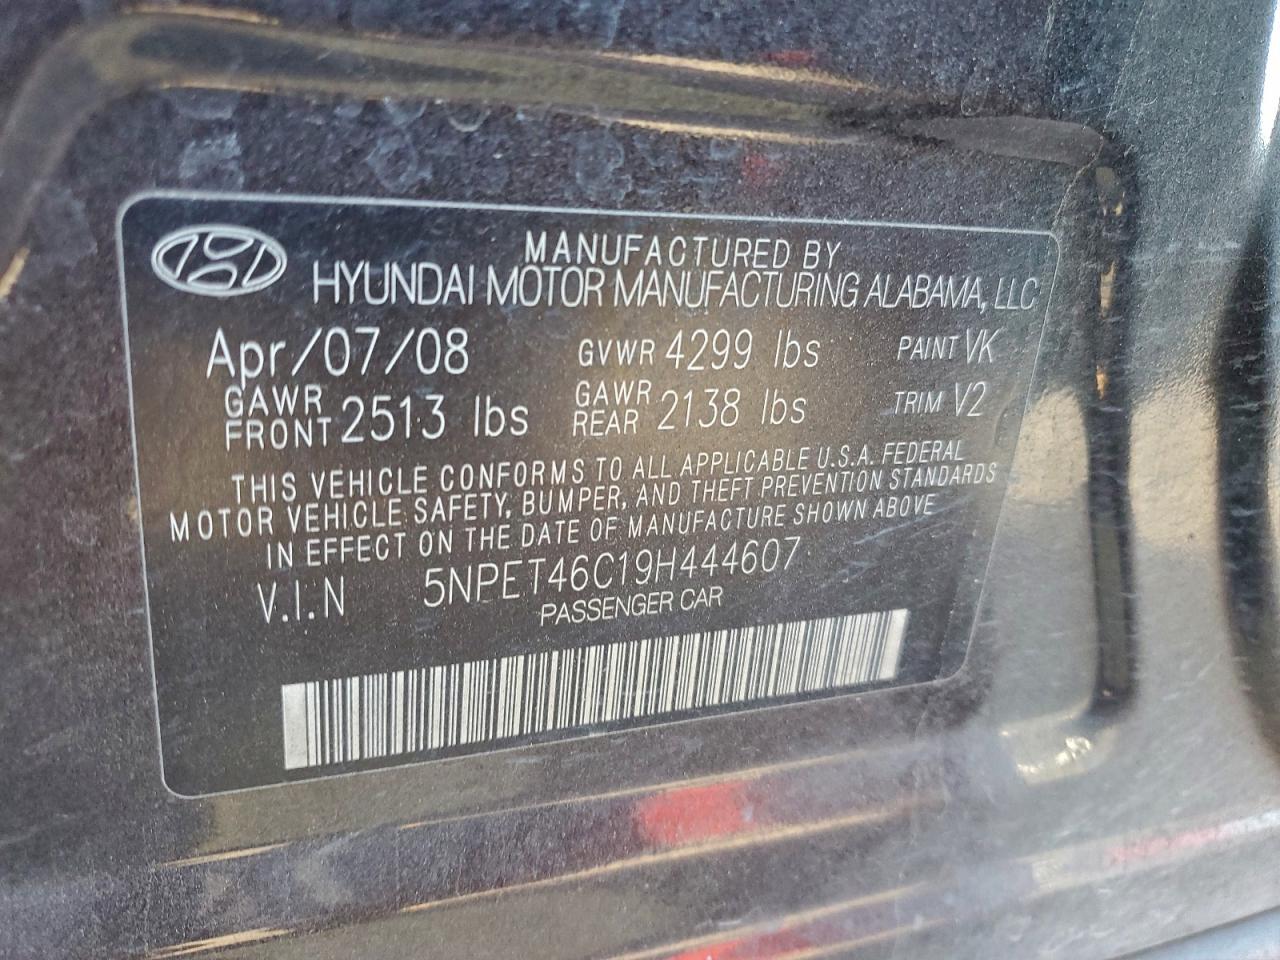 MANUFACTURED BY
HYUNDAI MOTOR MANUFACTURING ALABAMA, LLC
Apr/07/08 GVWR 4299 lbs PAINT VK
GAWR FRONT 2513 lbs GAWR REAR 2138 lbs TRIM V2
THIS VEHICLE CONFORMS TO ALL APPLICABLE U.S.A. FEDERAL
MOTOR VEHICLE SAFETY, BUMPER, AND THEFT PREVENTION STANDARDS
IN EFFECT ON THE DATE OF MANUFACTURE SHOWN ABOVE
V.I.N 5NPET46C19H444607
PASSENGER CAR